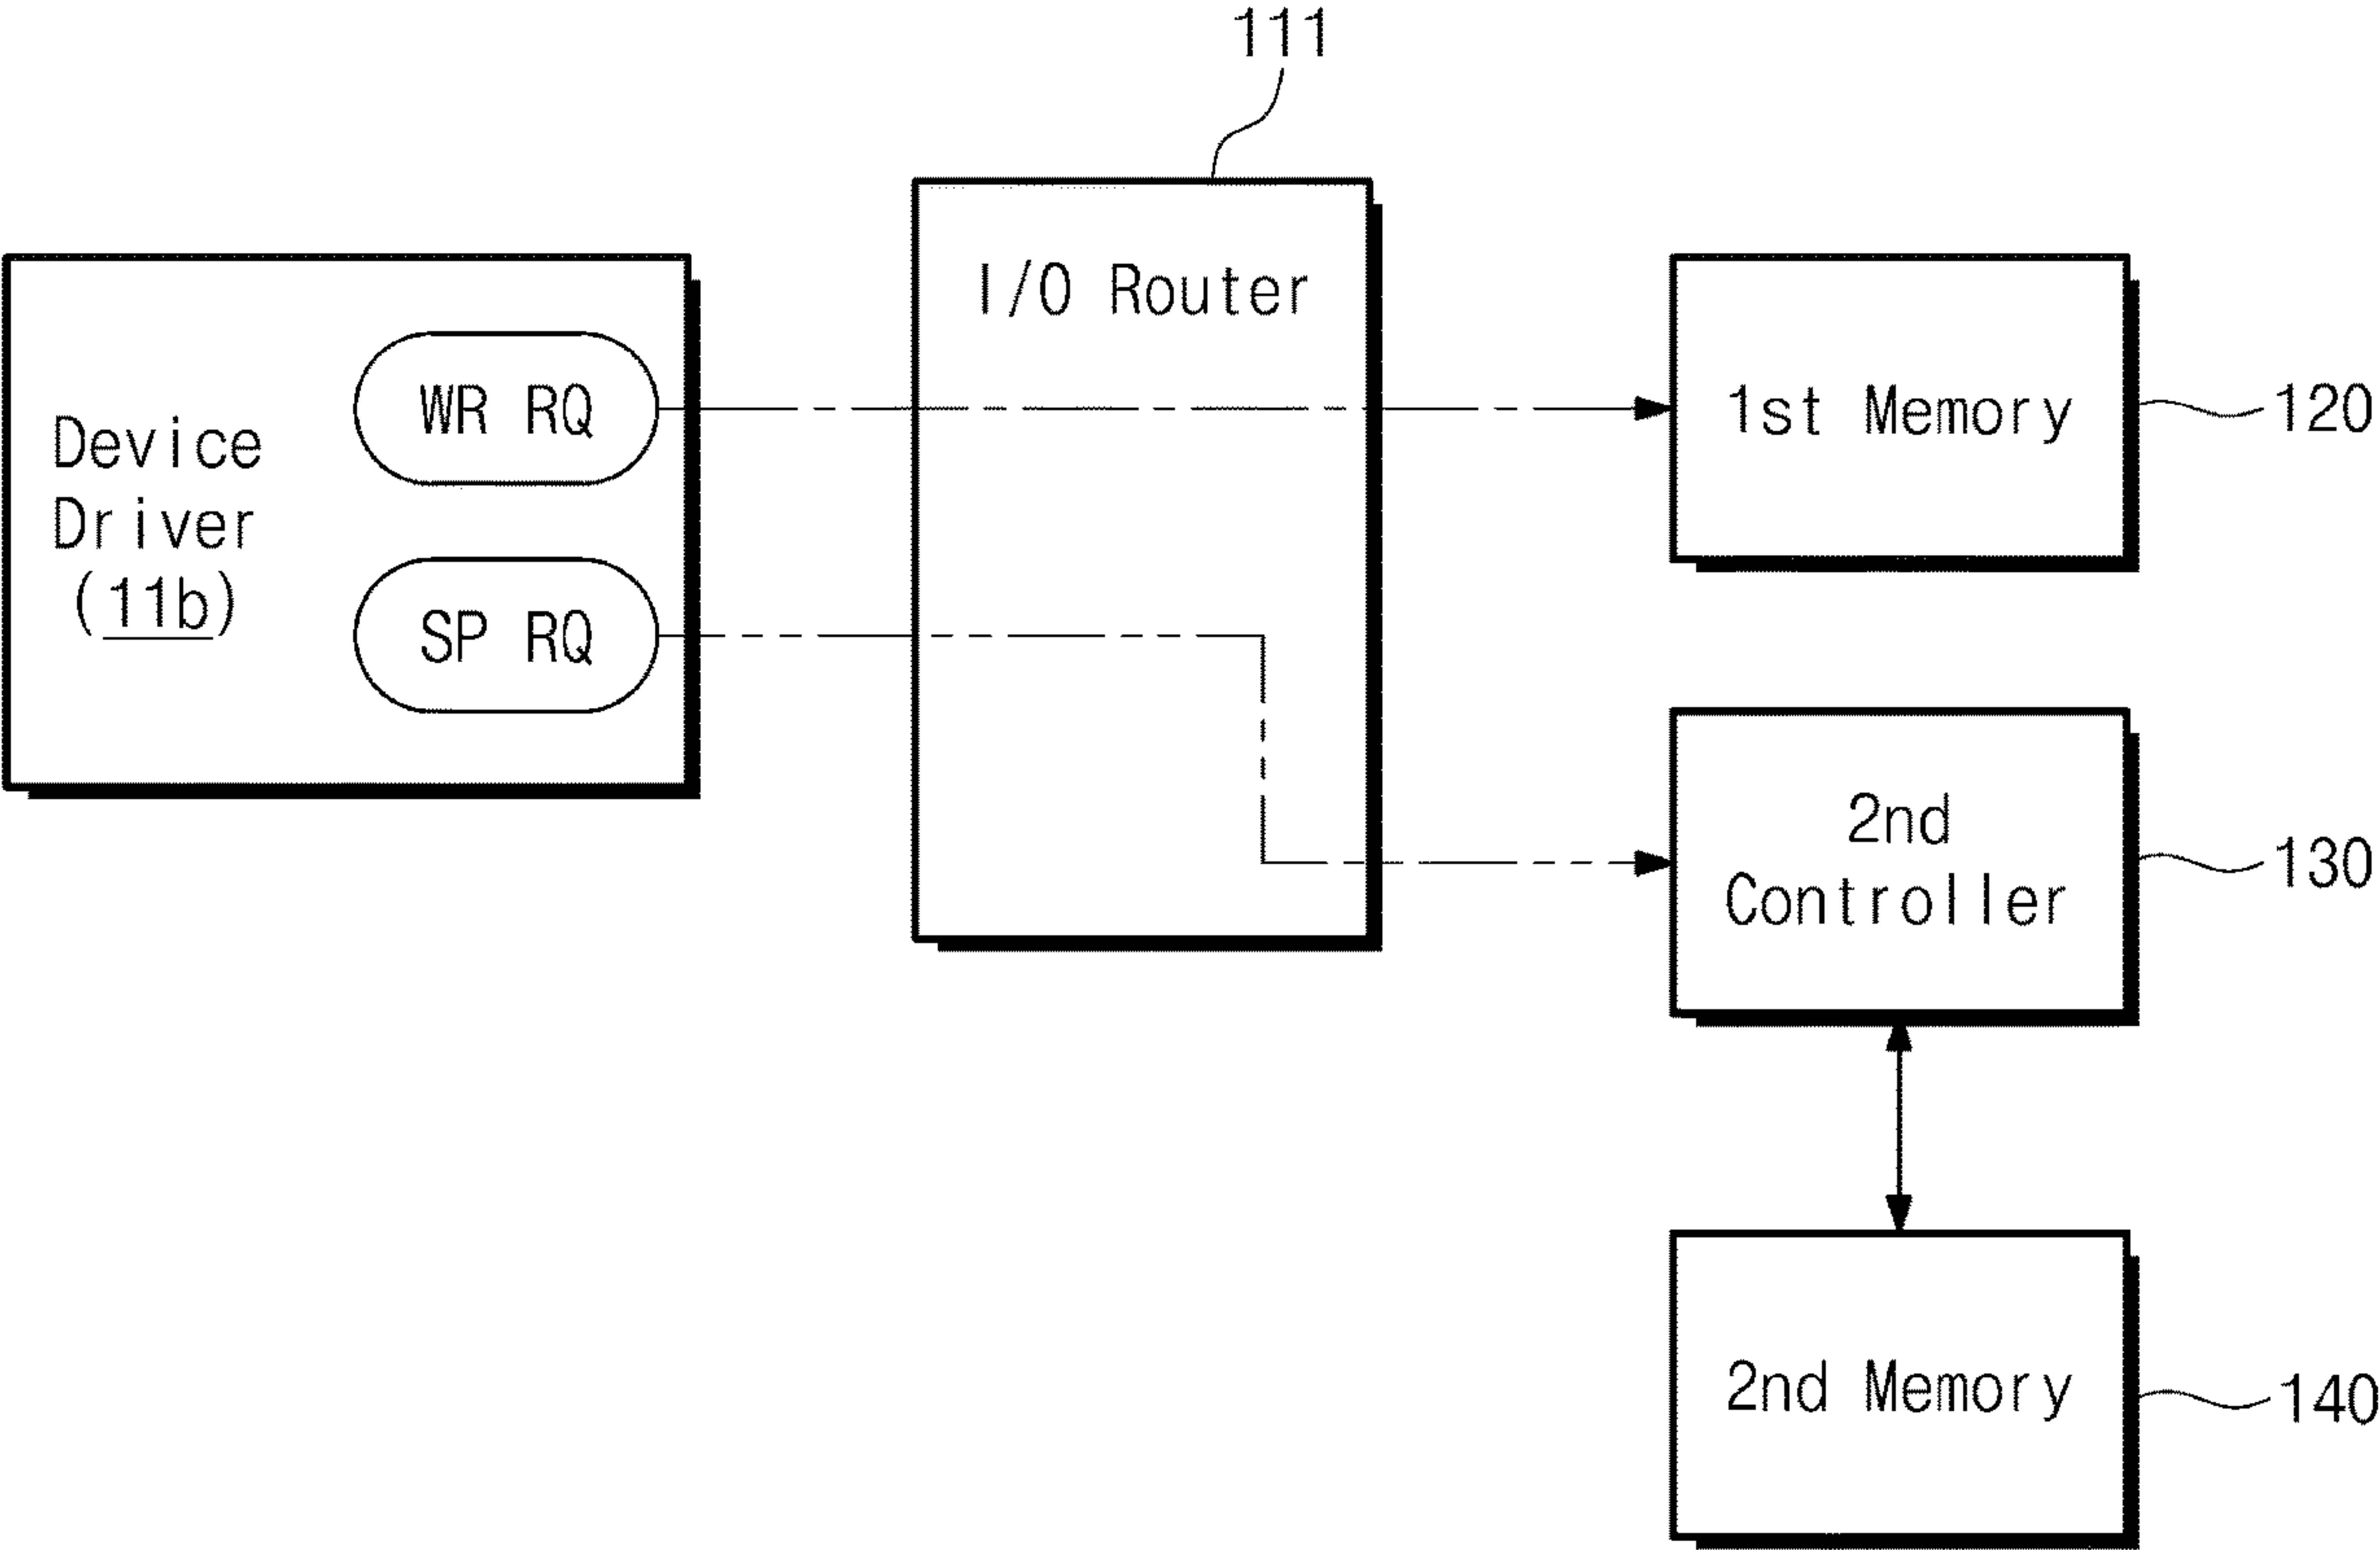 111
I/O Router
Device
Driver
(11b)
WR RQ
SP RQ
1st Memory
120
2nd
Controller
130
2nd Memory
140